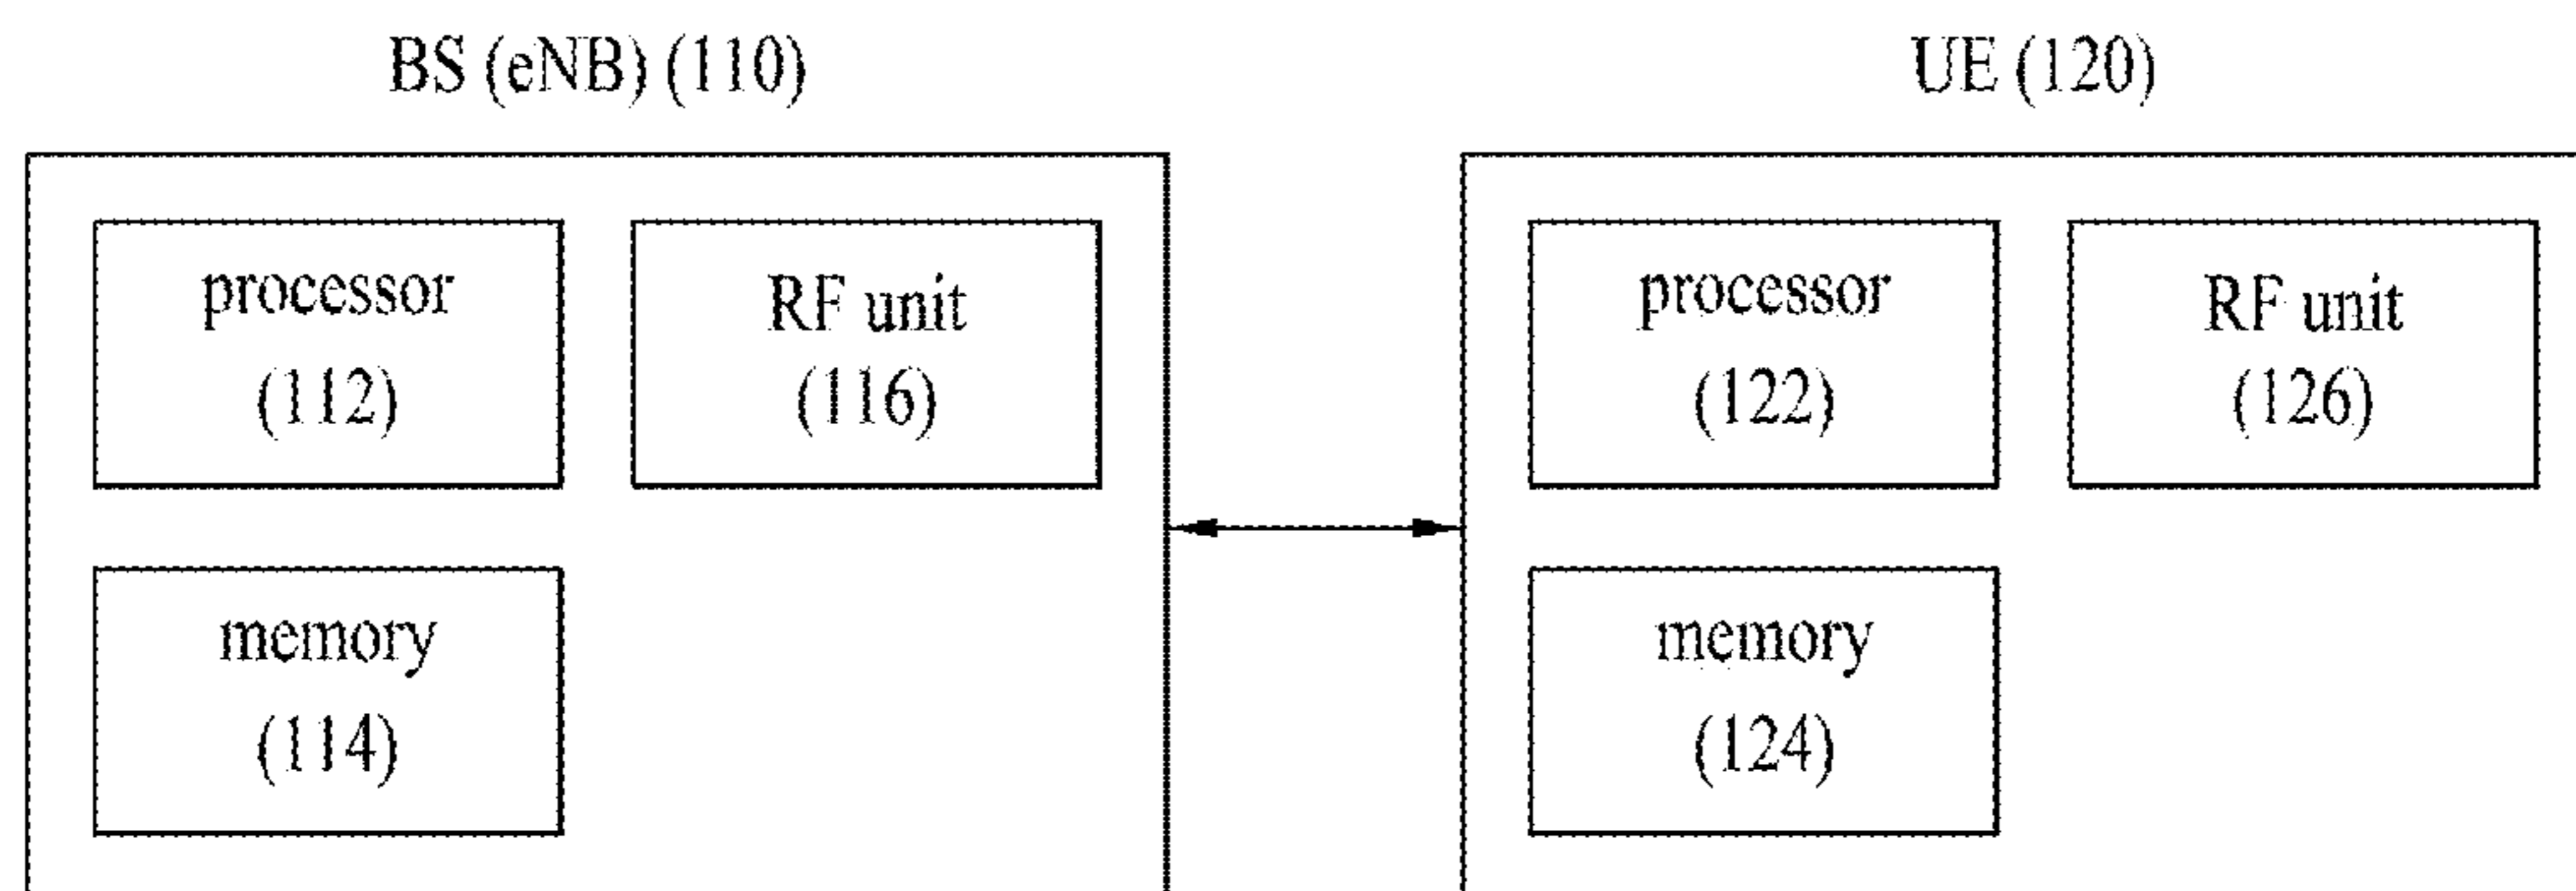 BS (eNB) (110)
UE (120)
processor
(112)
RF unit
(116)
processor
(122)
RF unit
(126)
memory
(114)
memory
(124)